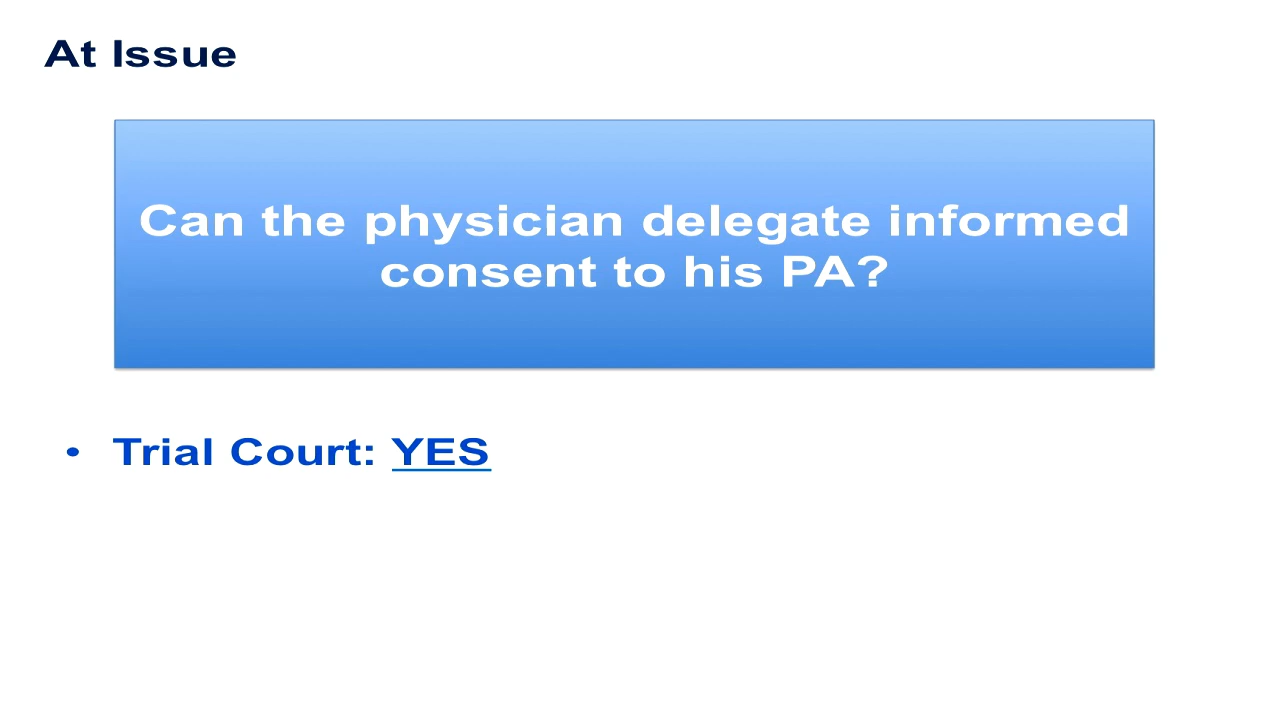 At Issue
Can the physician delegate informed
consent to his PA?
• Trial Court: YES